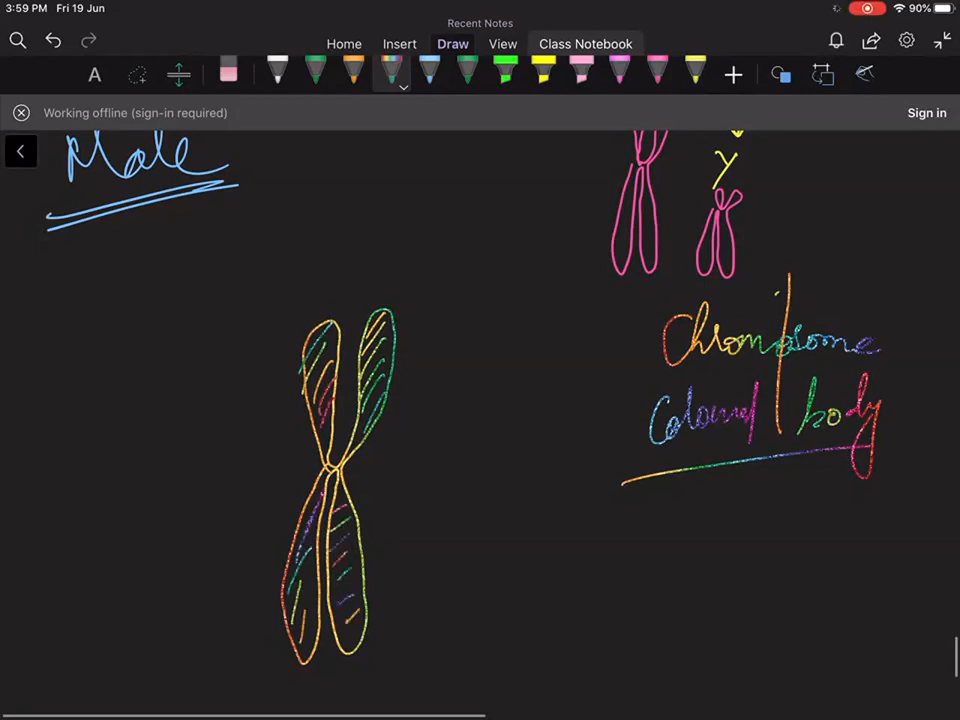 3:59 PM Fri 19 Jun
90%
Recent Notes
Home Insert Draw View Class Notebook
A
Working offline (sign-in required)
Sign in
Male
y
Chromosome
Coloured body